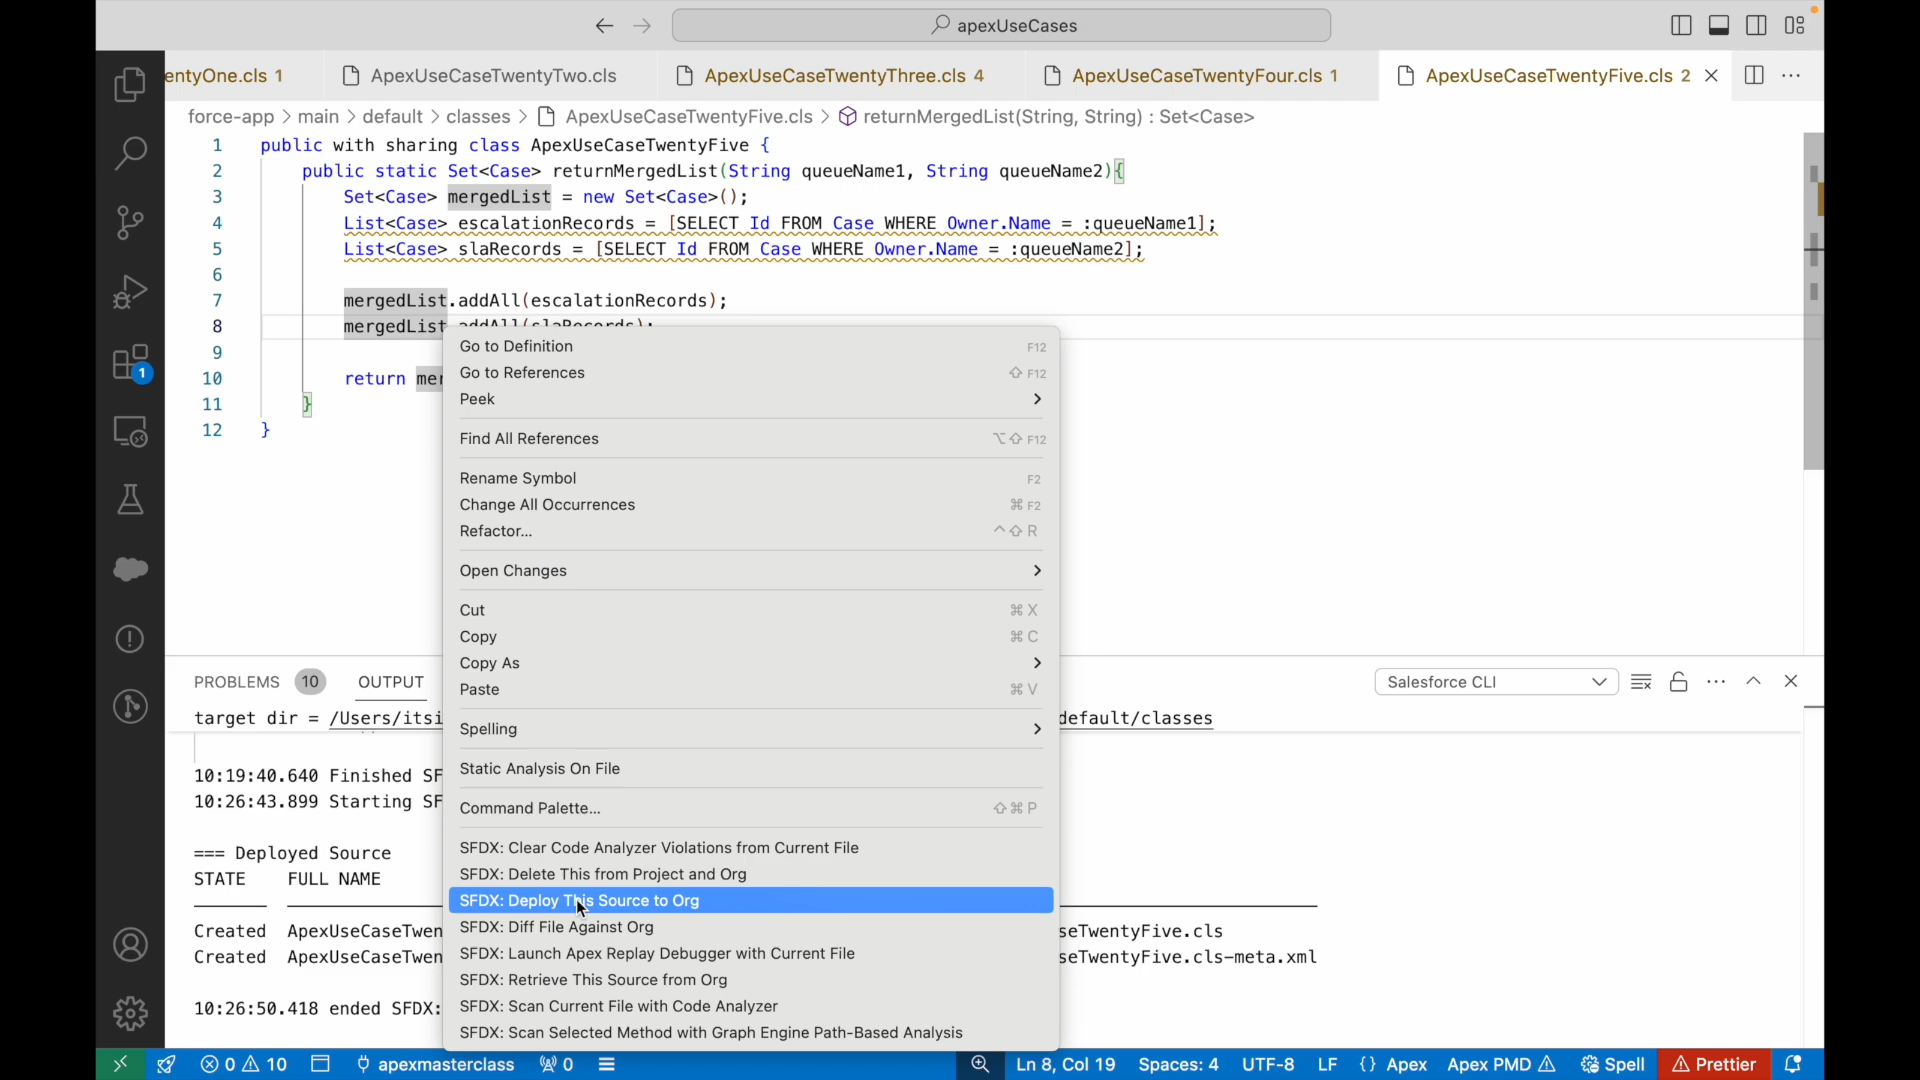 apexUseCases
entyOne.cls 1 ApexUseCaseTwentyTwo.cls ApexUseCaseTwentyThree.cls 4 ApexUseCaseTwentyFour.cls 1 ApexUseCaseTwentyFive.cls 2
force-app > main > default > classes > ApexUseCaseTwentyFive.cls > returnMergedList(String, String) : Set<Case>
1 public with sharing class ApexUseCaseTwentyFive {
2 public static Set<Case> returnMergedList(String queueName1, String queueName2){
3 Set<Case> mergedList = new Set<Case>();
4 List<Case> escalationRecords = [SELECT Id FROM Case WHERE Owner.Name = :queueName1];
5 List<Case> slaRecords = [SELECT Id FROM Case WHERE Owner.Name = :queueName2];
6
7 mergedList.addAll(escalationRecords);
8 mergedList.addAll(slaRecords);
9
10 return mer
11 }
12 }
Go to Definition F12
Go to References ⇧ F12
Peek
Find All References ⌥⇧ F12
Rename Symbol F2
Change All Occurrences ⌘ F2
Refactor... ^⇧ R
Open Changes
Cut ⌘ X
Copy ⌘ C
Copy As
Paste ⌘ V
Spelling
Static Analysis On File
Command Palette... ⇧⌘ P
SFDX: Clear Code Analyzer Violations from Current File
SFDX: Delete This from Project and Org
SFDX: Deploy This Source to Org
SFDX: Diff File Against Org
SFDX: Launch Apex Replay Debugger with Current File
SFDX: Retrieve This Source from Org
SFDX: Scan Current File with Code Analyzer
SFDX: Scan Selected Method with Graph Engine Path-Based Analysis
1
PROBLEMS 10 OUTPUT Salesforce CLI
target dir = /Users/itsi default/classes
10:19:40.640 Finished SF
10:26:43.899 Starting SF
=== Deployed Source
STATE FULL NAME
Created ApexUseCaseTwen seTwentyFive.cls
Created ApexUseCaseTwen seTwentyFive.cls-meta.xml
10:26:50.418 ended SFDX:
0 10 apexmasterclass 0 Ln 8, Col 19 Spaces: 4 UTF-8 LF {} Apex Apex PMD Spell Prettier